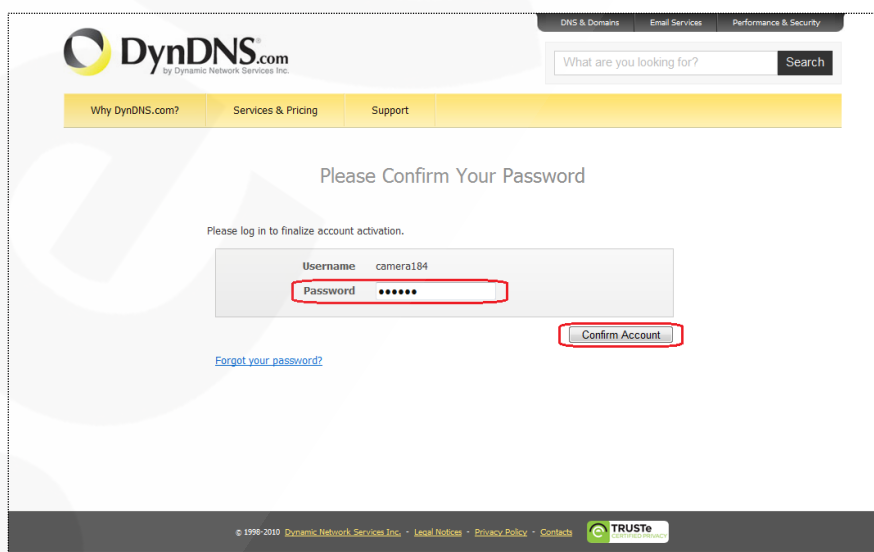 DNS & Domains Email Services Performance & Security
DynDNS.com
by Dynamic Network Services Inc.
What are you looking for? Search
Why DynDNS.com? Services & Pricing Support
Please Confirm Your Password
Please log in to finalize account activation.
Username camera184
Password ●●●●●●
Confirm Account
Forgot your password?
© 1998-2010 Dynamic Network Services Inc. - Legal Notices - Privacy Policy - Contacts
TRUSTe
CERTIFIED PRIVACY